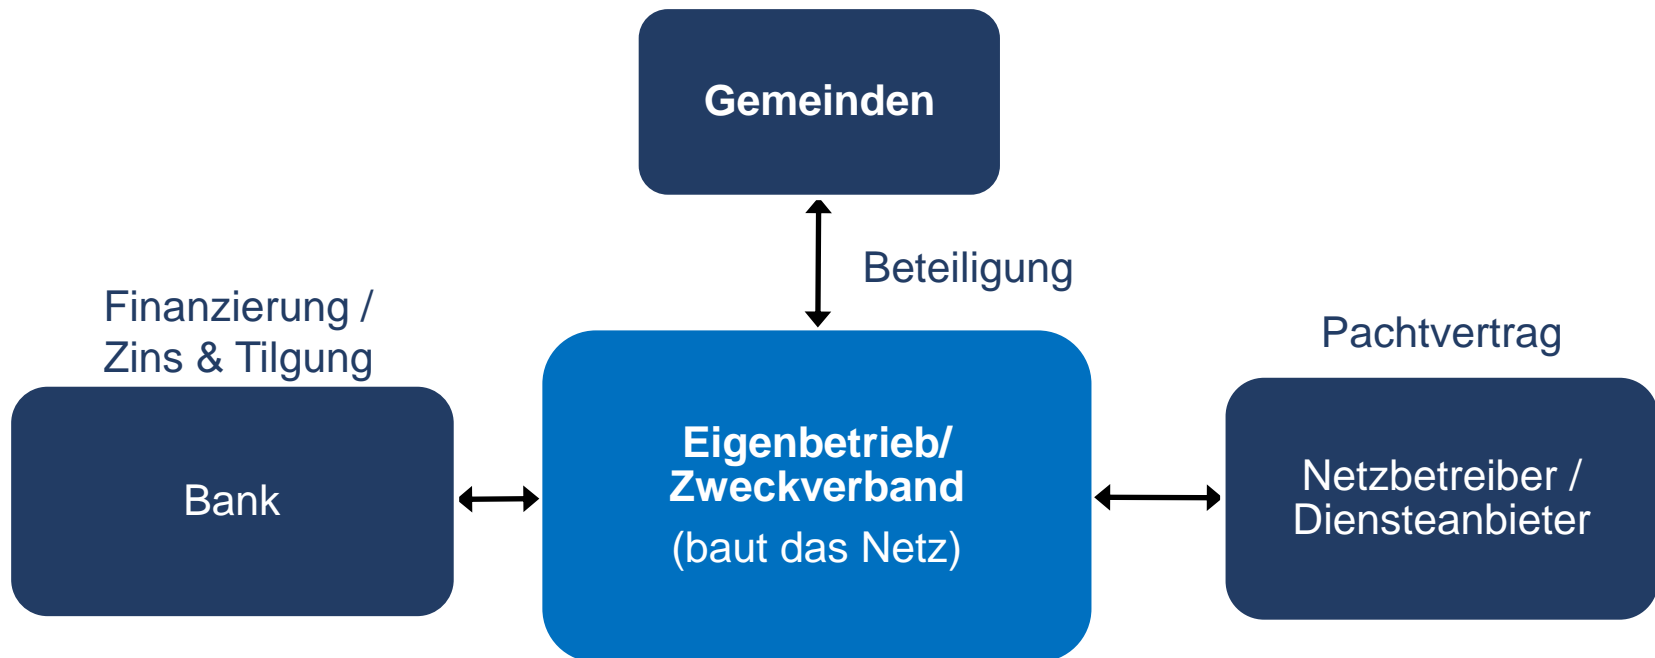 Gemeinden
Beteiligung
Finanzierung /
Zins & Tilgung
Pachtvertrag
Bank
Eigenbetrieb/
Zweckverband
(baut das Netz)
Netzbetreiber /
Diensteanbieter